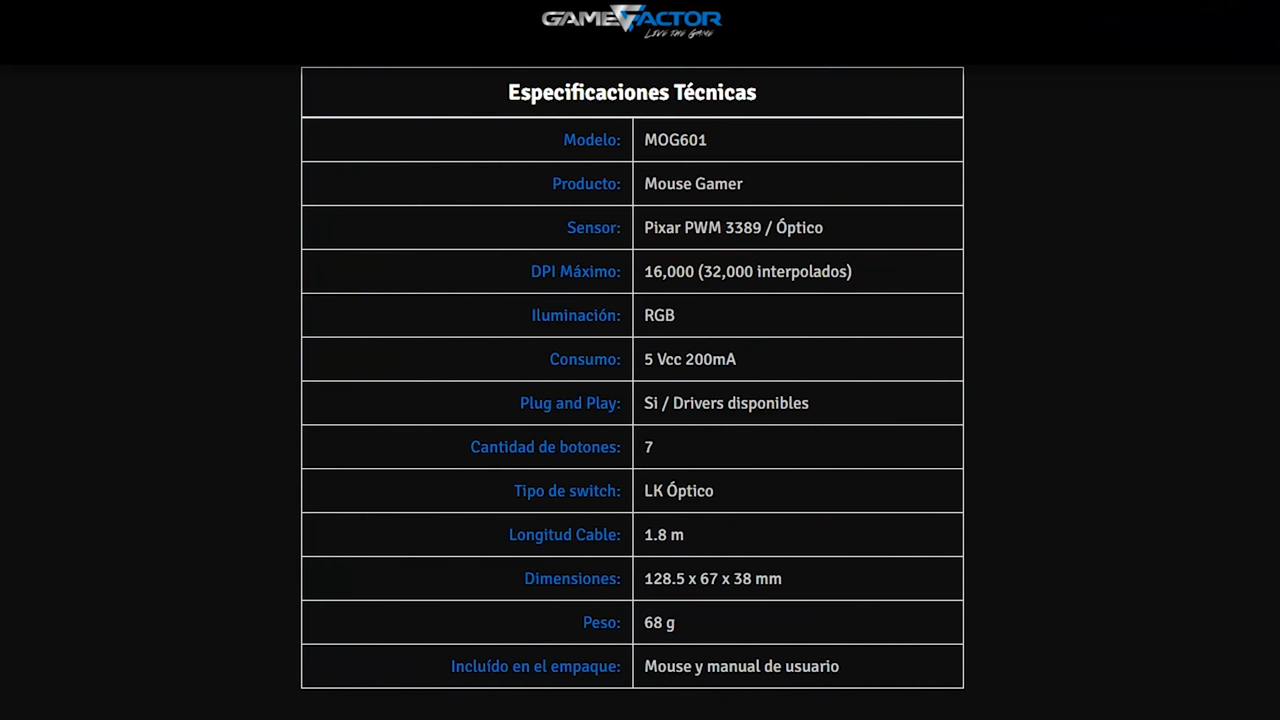 GAMEFACTOR
LIVE THE GAME
Especificaciones Técnicas
Modelo: MOG601
Producto: Mouse Gamer
Sensor: Pixar PWM 3389 / Óptico
DPI Máximo: 16,000 (32,000 interpolados)
Iluminación: RGB
Consumo: 5 Vcc 200mA
Plug and Play: Si / Drivers disponibles
Cantidad de botones: 7
Tipo de switch: LK Óptico
Longitud Cable: 1.8 m
Dimensiones: 128.5 x 67 x 38 mm
Peso: 68 g
Incluído en el empaque: Mouse y manual de usuario